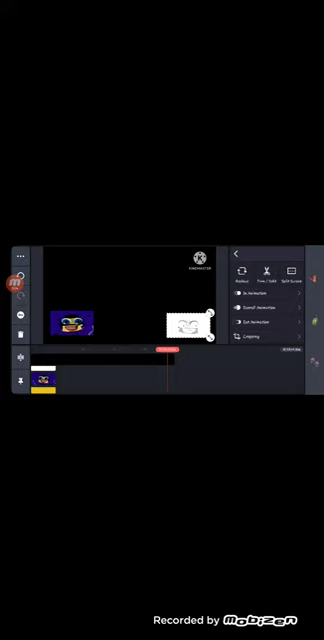 KINEMASTER
Replace Trim / Split Split Screen
In Animation
Overall Animation
Out Animation
Cropping
Recorded by mobizen